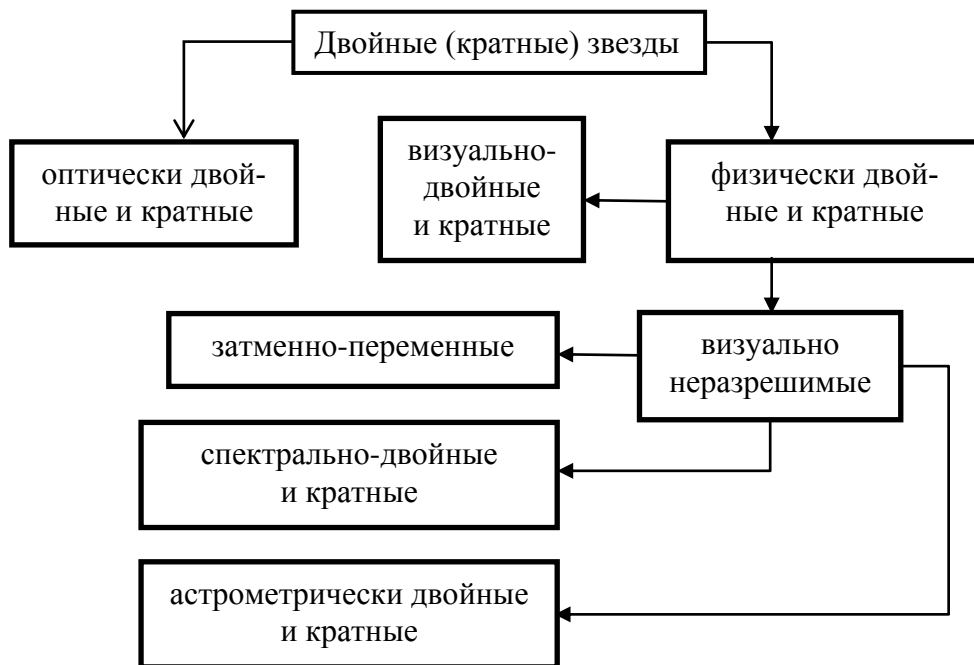 Двойные (кратные) звезды
оптически двой-
ные и кратные
визуально-
двойные
и кратные
физически двой-
ные и кратные
затменно-переменные
визуально
неразрешимые
спектрально-двойные
и кратные
астрометрически двойные
и кратные